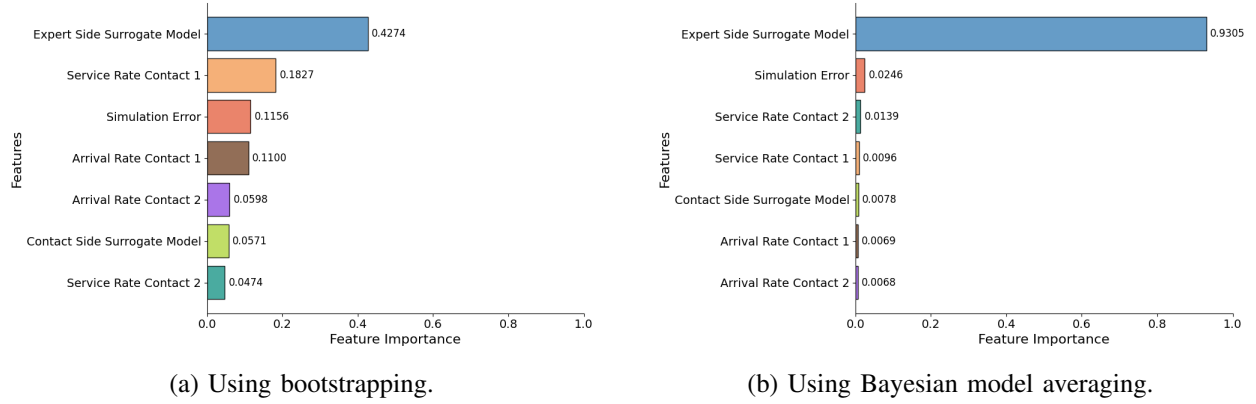 Features
Expert Side Surrogate Model 0.4274
Service Rate Contact 1 0.1827
Simulation Error 0.1156
Arrival Rate Contact 1 0.1100
Arrival Rate Contact 2 0.0598
Contact Side Surrogate Model 0.0571
Service Rate Contact 2 0.0474
0.0 0.2 0.4 0.6 0.8 1.0
Feature Importance
(a) Using bootstrapping.
Features
Expert Side Surrogate Model 0.9305
Simulation Error 0.0246
Service Rate Contact 2 0.0139
Service Rate Contact 1 0.0096
Contact Side Surrogate Model 0.0078
Arrival Rate Contact 1 0.0069
Arrival Rate Contact 2 0.0068
0.0 0.2 0.4 0.6 0.8 1.0
Feature Importance
(b) Using Bayesian model averaging.